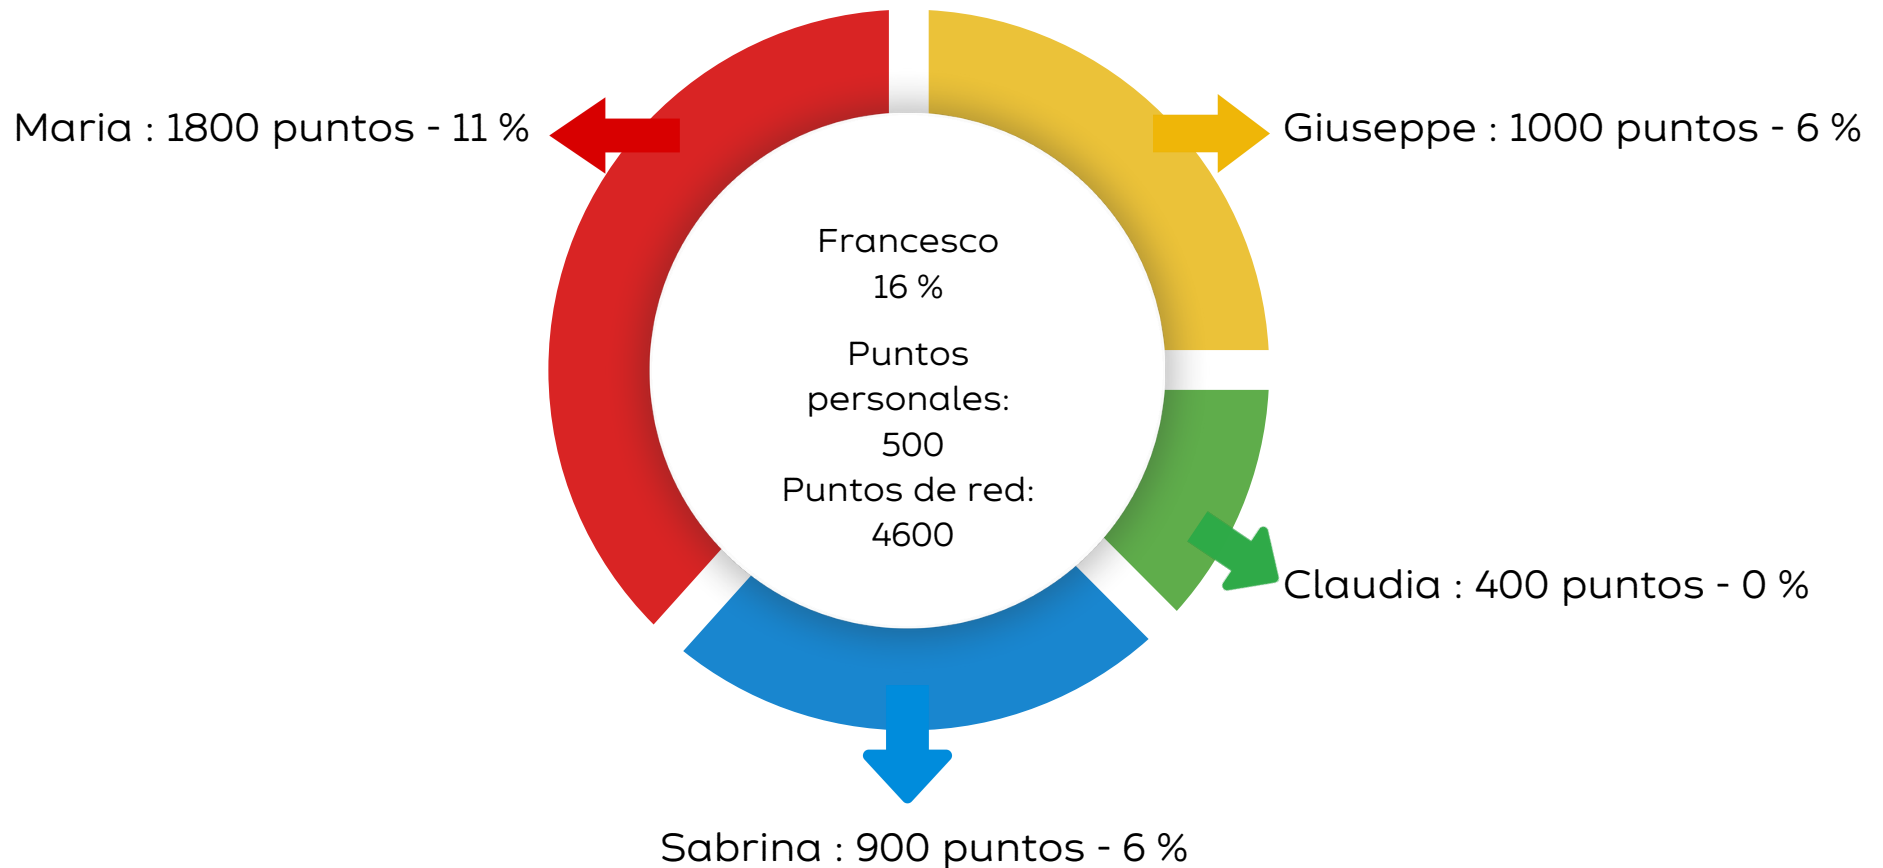 Maria : 1800 puntos - 11 %
Giuseppe : 1000 puntos - 6 %
Francesco
16 %
Puntos
personales:
500
Puntos de red:
4600
Claudia : 400 puntos - 0 %
Sabrina : 900 puntos - 6 %